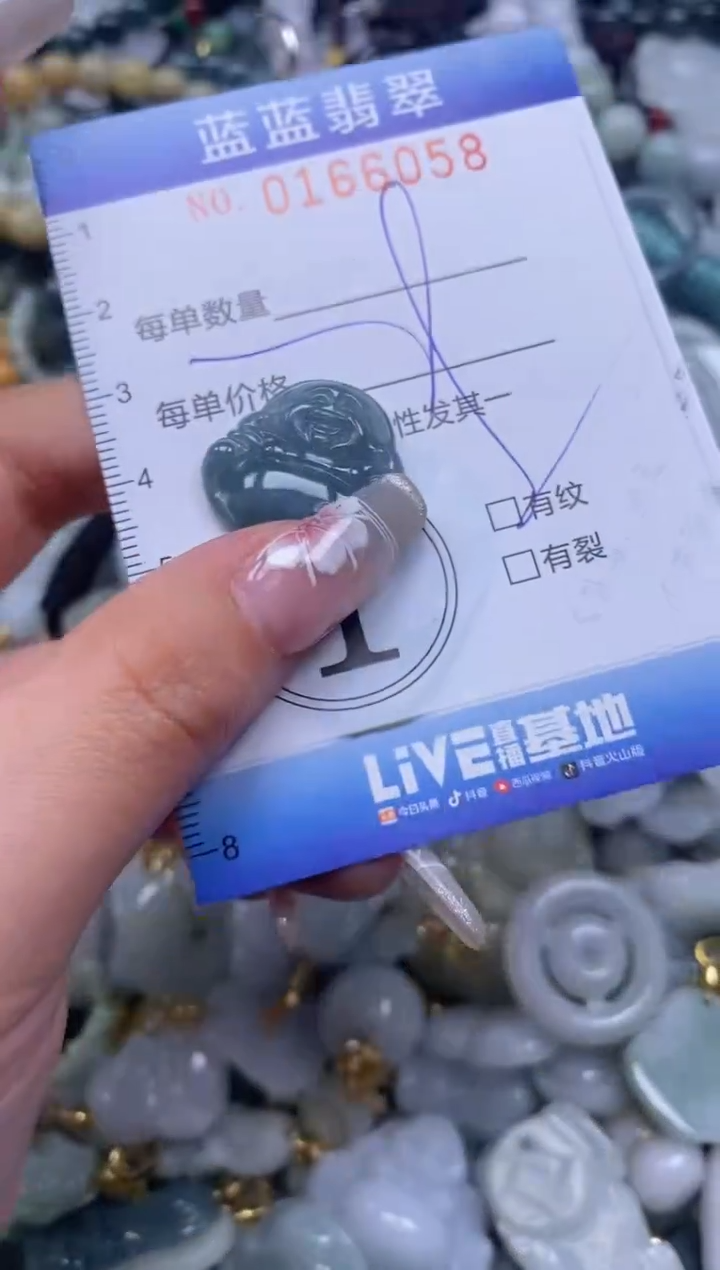 蓝蓝翡翠
NO. 0166058
1
2
每单数量
3
每单价格
性发其一
4
□有纹
□有裂
1
LIVE直播基地
今日头条 抖音 西瓜视频 抖音火山版
8